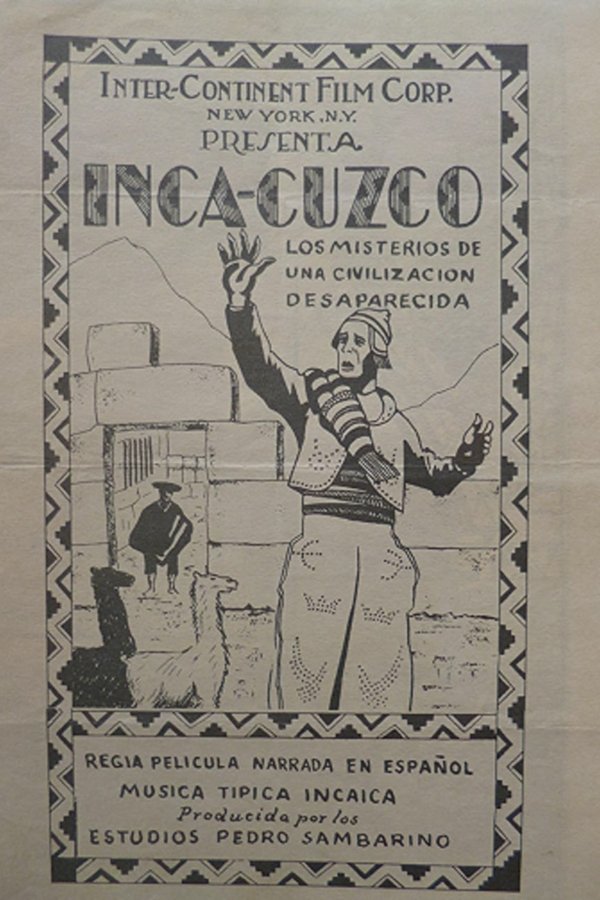 INTER-CONTINENT FILM CORP.
NEW YORK, N.Y.
PRESENTA
INCA-CUZCO
LOS MISTERIOS DE
UNA CIVILIZACION
DESAPARECIDA
REGIA PELICULA NARRADA EN ESPAÑOL
MUSICA TIPICA INCAICA
Producida por los
ESTUDIOS PEDRO SAMBARINO